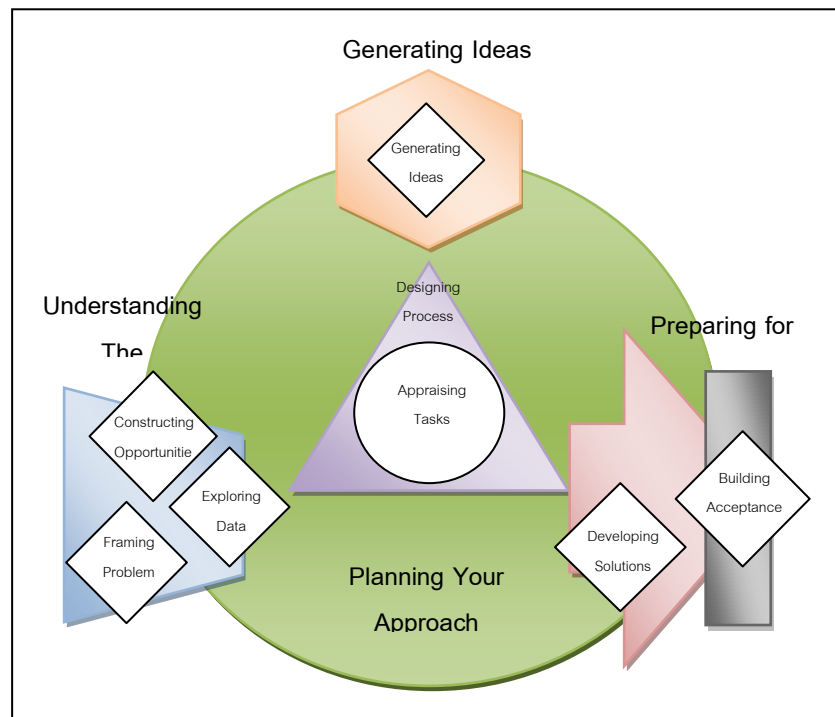 Generating Ideas
Generating
Ideas
Designing
Process
Appraising
Tasks
Understanding
The
Constructing
Opportunitie
Exploring
Data
Framing
Problem
Preparing for
Building
Acceptance
Developing
Solutions
Planning Your
Approach